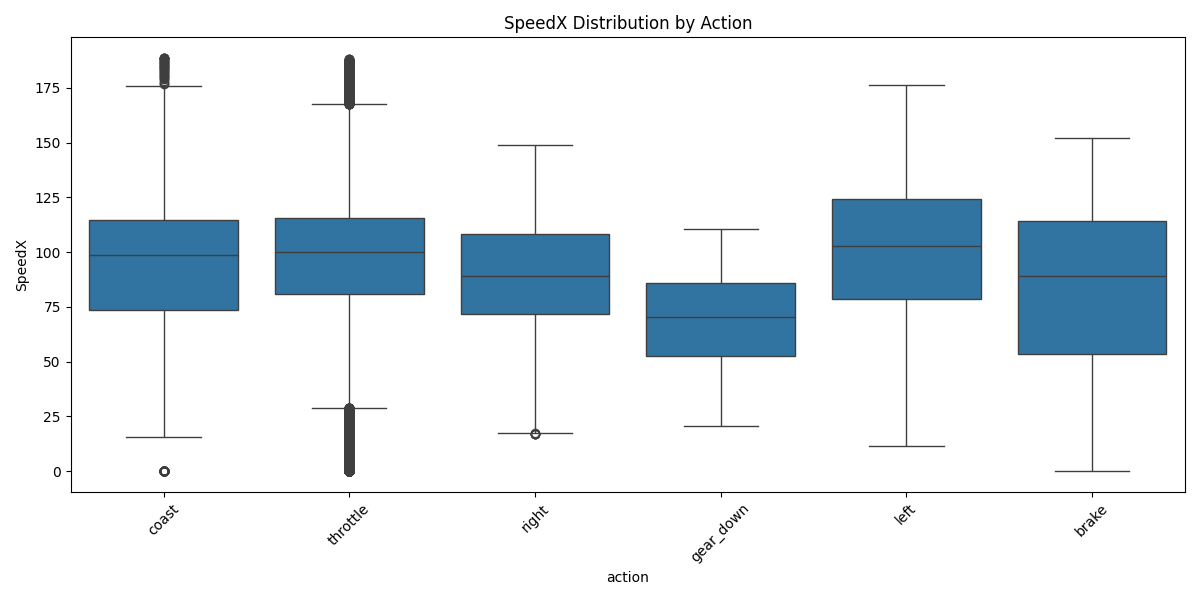 SpeedX Distribution by Action
SpeedX
175
150
125
100
75
50
25
0
coast
throttle
right
gear_down
left
brake
action